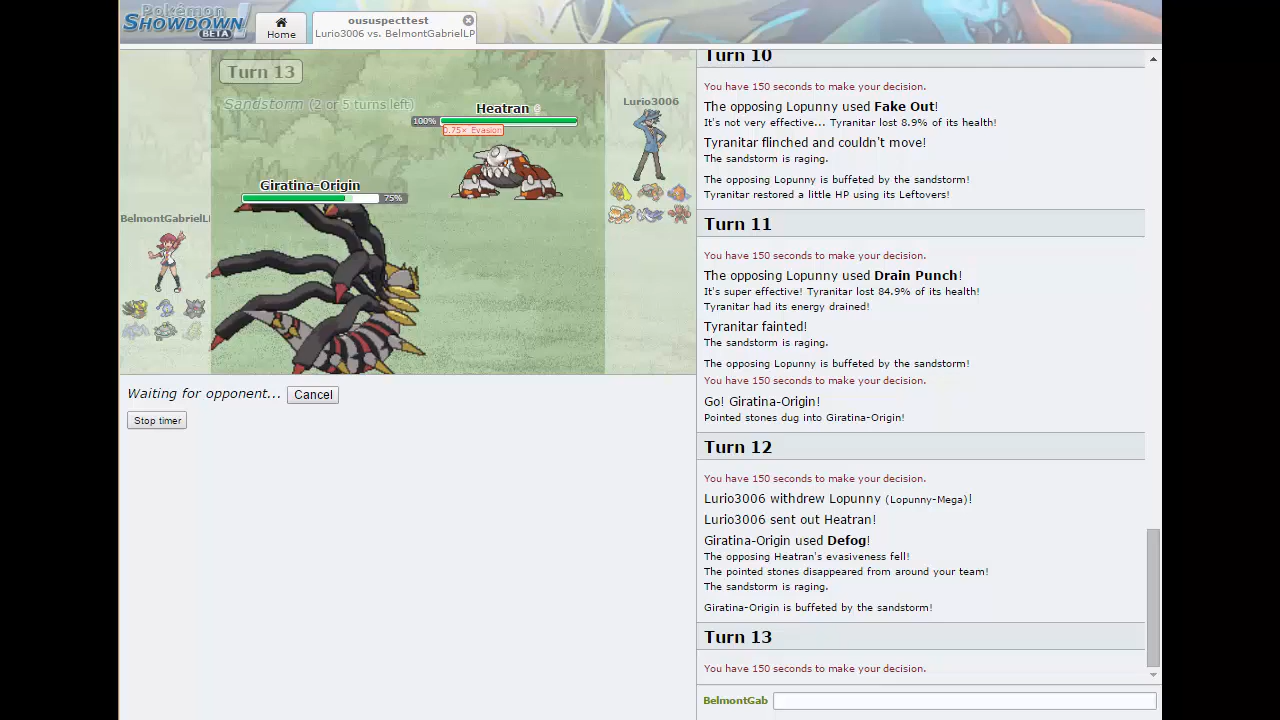 Pokémon
SHOWDOWN!
BETA
Home
oususpecttest
Lurio3006 vs. BelmontGabrielLP
Turn 13
Sandstorm (2 or 5 turns left)
Heatran
100%
0.75× Evasion
Lurio3006
Giratina-Origin
75%
BelmontGabrielL
Waiting for opponent... Cancel
Stop timer
Turn 10
You have 150 seconds to make your decision.
The opposing Lopunny used Fake Out!
It's not very effective... Tyranitar lost 8.9% of its health!
Tyranitar flinched and couldn't move!
The sandstorm is raging.
The opposing Lopunny is buffeted by the sandstorm!
Tyranitar restored a little HP using its Leftovers!
Turn 11
You have 150 seconds to make your decision.
The opposing Lopunny used Drain Punch!
It's super effective! Tyranitar lost 84.9% of its health!
Tyranitar had its energy drained!
Tyranitar fainted!
The sandstorm is raging.
The opposing Lopunny is buffeted by the sandstorm!
You have 150 seconds to make your decision.
Go! Giratina-Origin!
Pointed stones dug into Giratina-Origin!
Turn 12
You have 150 seconds to make your decision.
Lurio3006 withdrew Lopunny (Lopunny-Mega)!
Lurio3006 sent out Heatran!
Giratina-Origin used Defog!
The opposing Heatran's evasiveness fell!
The pointed stones disappeared from around your team!
The sandstorm is raging.
Giratina-Origin is buffeted by the sandstorm!
Turn 13
You have 150 seconds to make your decision.
BelmontGab